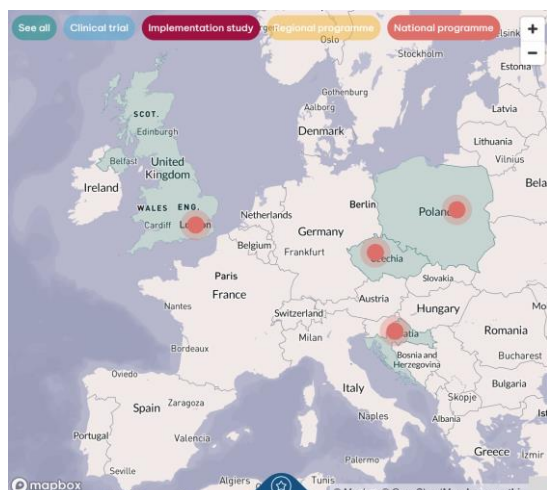 See all
Clinical trial
Implementation study
Regional programme
National programme
+
−
Oslo
Stockholm
Estonia
Gothenburg
Aalborg
Latvia
SCOT.
Edinburgh
Denmark
Lithuania
Vilnius
Belfast
United
Kingdom
Ireland
WALES
ENG.
Cardiff
London
Netherlands
Berlin
Poland
Germany
Belgium
Frankfurt
Czechia
Paris
Slovakia
France
Austria
Nantes
Switzerland
Hungary
Milan
Romania
Bordeaux
Bosnia and
Herzegovina
Bucharest
Oviedo
Bulgaria
Italy
Skopje
Zaragoza
Spain
Naples
Albania
Portugal
Valencia
Greece
Izmir
Seville
Palermo
mapbox
Algiers
Tunis